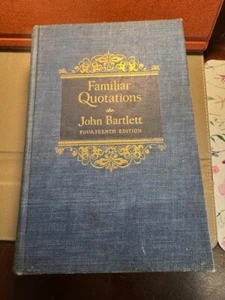 Familiar
Quotations
John Bartlett
FOURTEENTH EDITION